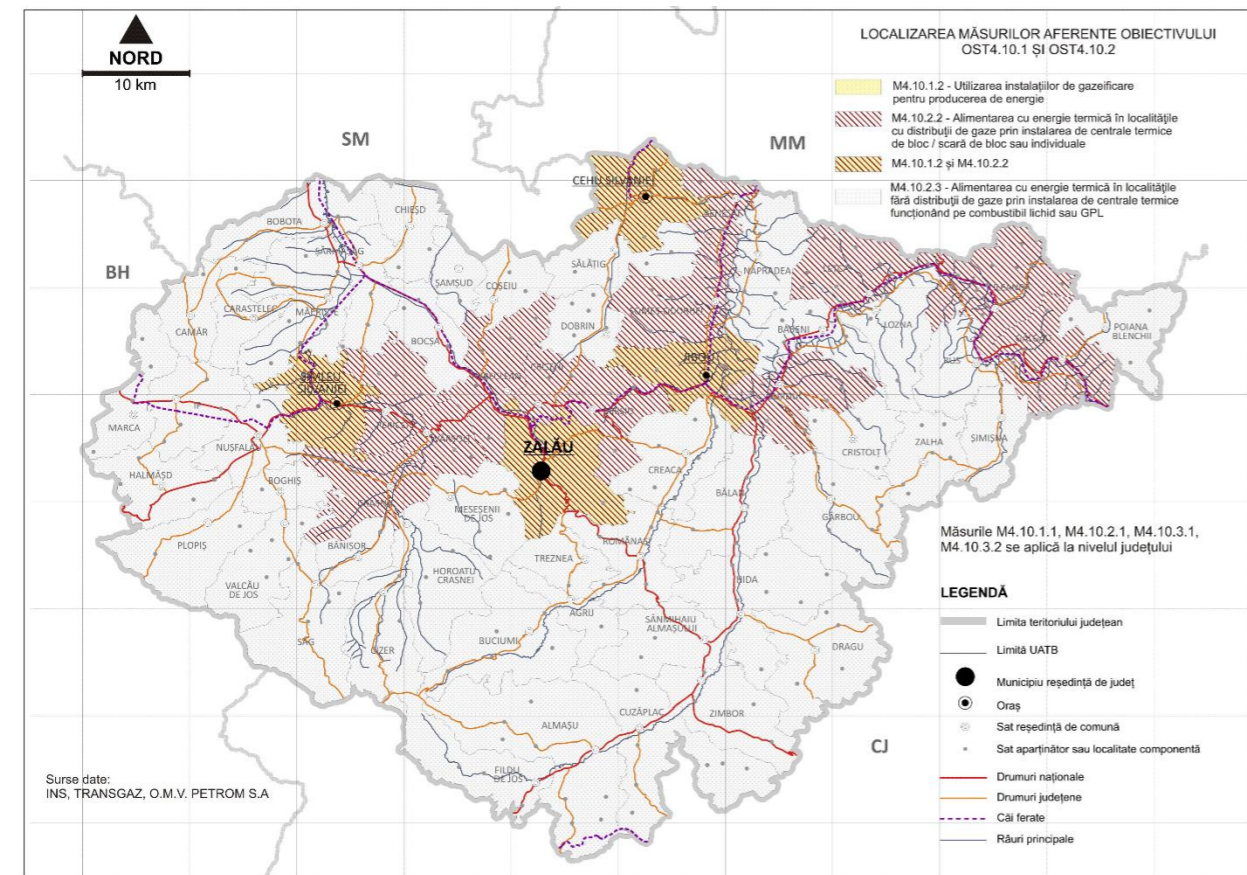 NORD
10 km
LOCALIZAREA MĂSURILOR AFERENTE OBIECTIVULUI
OST4.10.1 ȘI OST4.10.2
M4.10.1.2 - Utilizarea instalațiilor de gazeificare
pentru producerea de energie
M4.10.2.2 - Alimentarea cu energie termică în localităţile
cu distribuţii de gaze prin instalarea de centrale termice
de bloc / scară de bloc sau individuale
M4.10.1.2 și M4.10.2.2
M4.10.2.3 - Alimentarea cu energie termică în localităţile
fără distribuţii de gaze prin instalarea de centrale termice
funcționând pe combustibil lichid sau GPL
SM
MM
BH
CJ
CEHU SILVANIEI
BOBOTA
CHIEȘD
SĂLĂȚIG
NAPRADEA
ȘAMȘUD
COȘEIU
CARASTELEC
CAMĂR
DOBRIN
BĂBENI
LOZNA
POIANA
BLENCHII
BOCȘA
SILVANIEI
MARCA
NUȘFALĂU
HALMĂȘD
BOGHIȘ
ZALĂU
CREACA
CRISTOLȚ
ZALHA
ȘIMIȘNA
MESEȘENII
DE JOS
BĂLAN
GÂRBOU
PLOPIȘ
BĂNIȘOR
TREZNEA
ROMÂNAȘI
VALCĂU
DE JOS
HOROATU
CRASNEI
HIDA
AGRIJ
SÂNMIHAIU
ALMAȘULUI
BUCIUMI
DRAGU
CUZĂPLAC
ZIMBOR
ALMAȘU
FILDU
DE JOS
Măsurile M4.10.1.1, M4.10.2.1, M4.10.3.1,
M4.10.3.2 se aplică la nivelul județului
LEGENDĂ
Limita teritoriului județean
Limită UATB
Municipiu reședință de județ
Oraș
Sat reședință de comună
Sat aparținător sau localitate componentă
Drumuri naționale
Drumuri județene
Căi ferate
Râuri principale
Surse date:
INS, TRANSGAZ, O.M.V. PETROM S.A